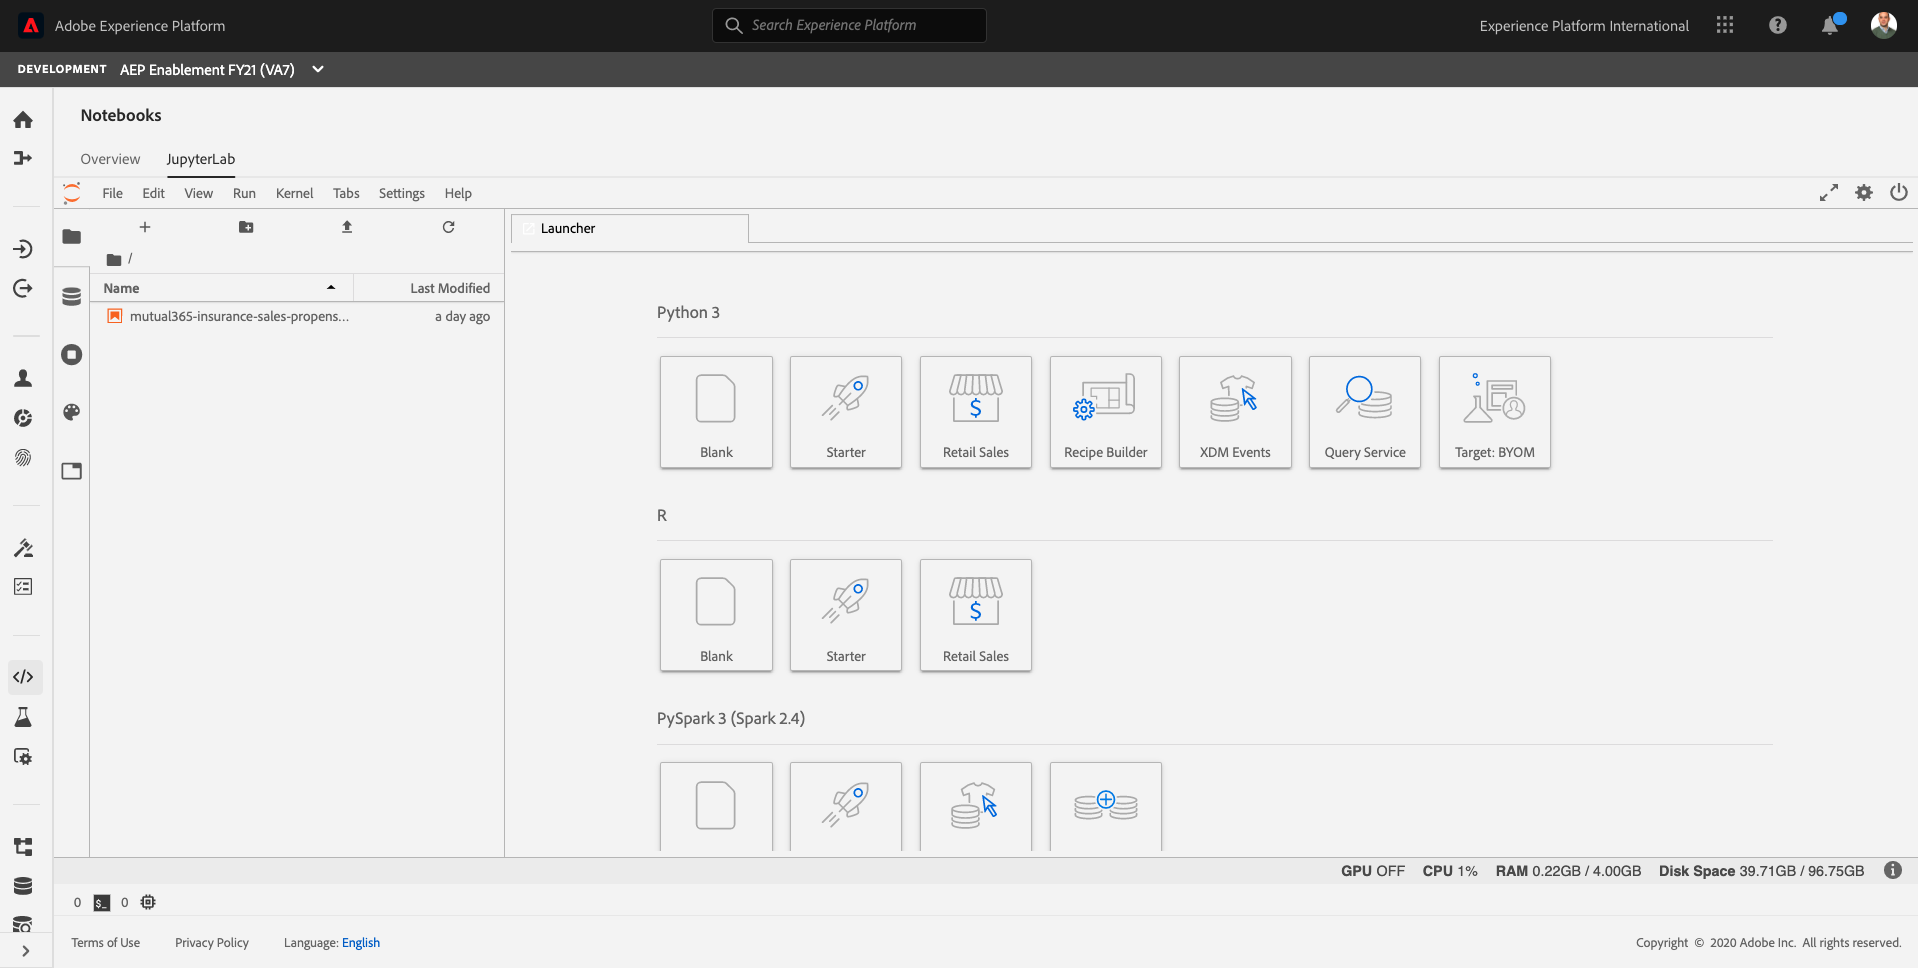 Adobe Experience Platform
Search Experience Platform
Experience Platform International
DEVELOPMENT AEP Enablement FY21 (VA7)
Notebooks
Overview JupyterLab
File Edit View Run Kernel Tabs Settings Help
Launcher
/
Name Last Modified
mutual365-insurance-sales-propens... a day ago
Python 3
$
Blank Starter Retail Sales Recipe Builder XDM Events Query Service Target: BYOM
R
$
Blank Starter Retail Sales
PySpark 3 (Spark 2.4)
GPU OFF CPU 1% RAM 0.22GB / 4.00GB Disk Space 39.71GB / 96.75GB
0 $_ 0
Terms of Use Privacy Policy Language: English
Copyright © 2020 Adobe Inc. All rights reserved.